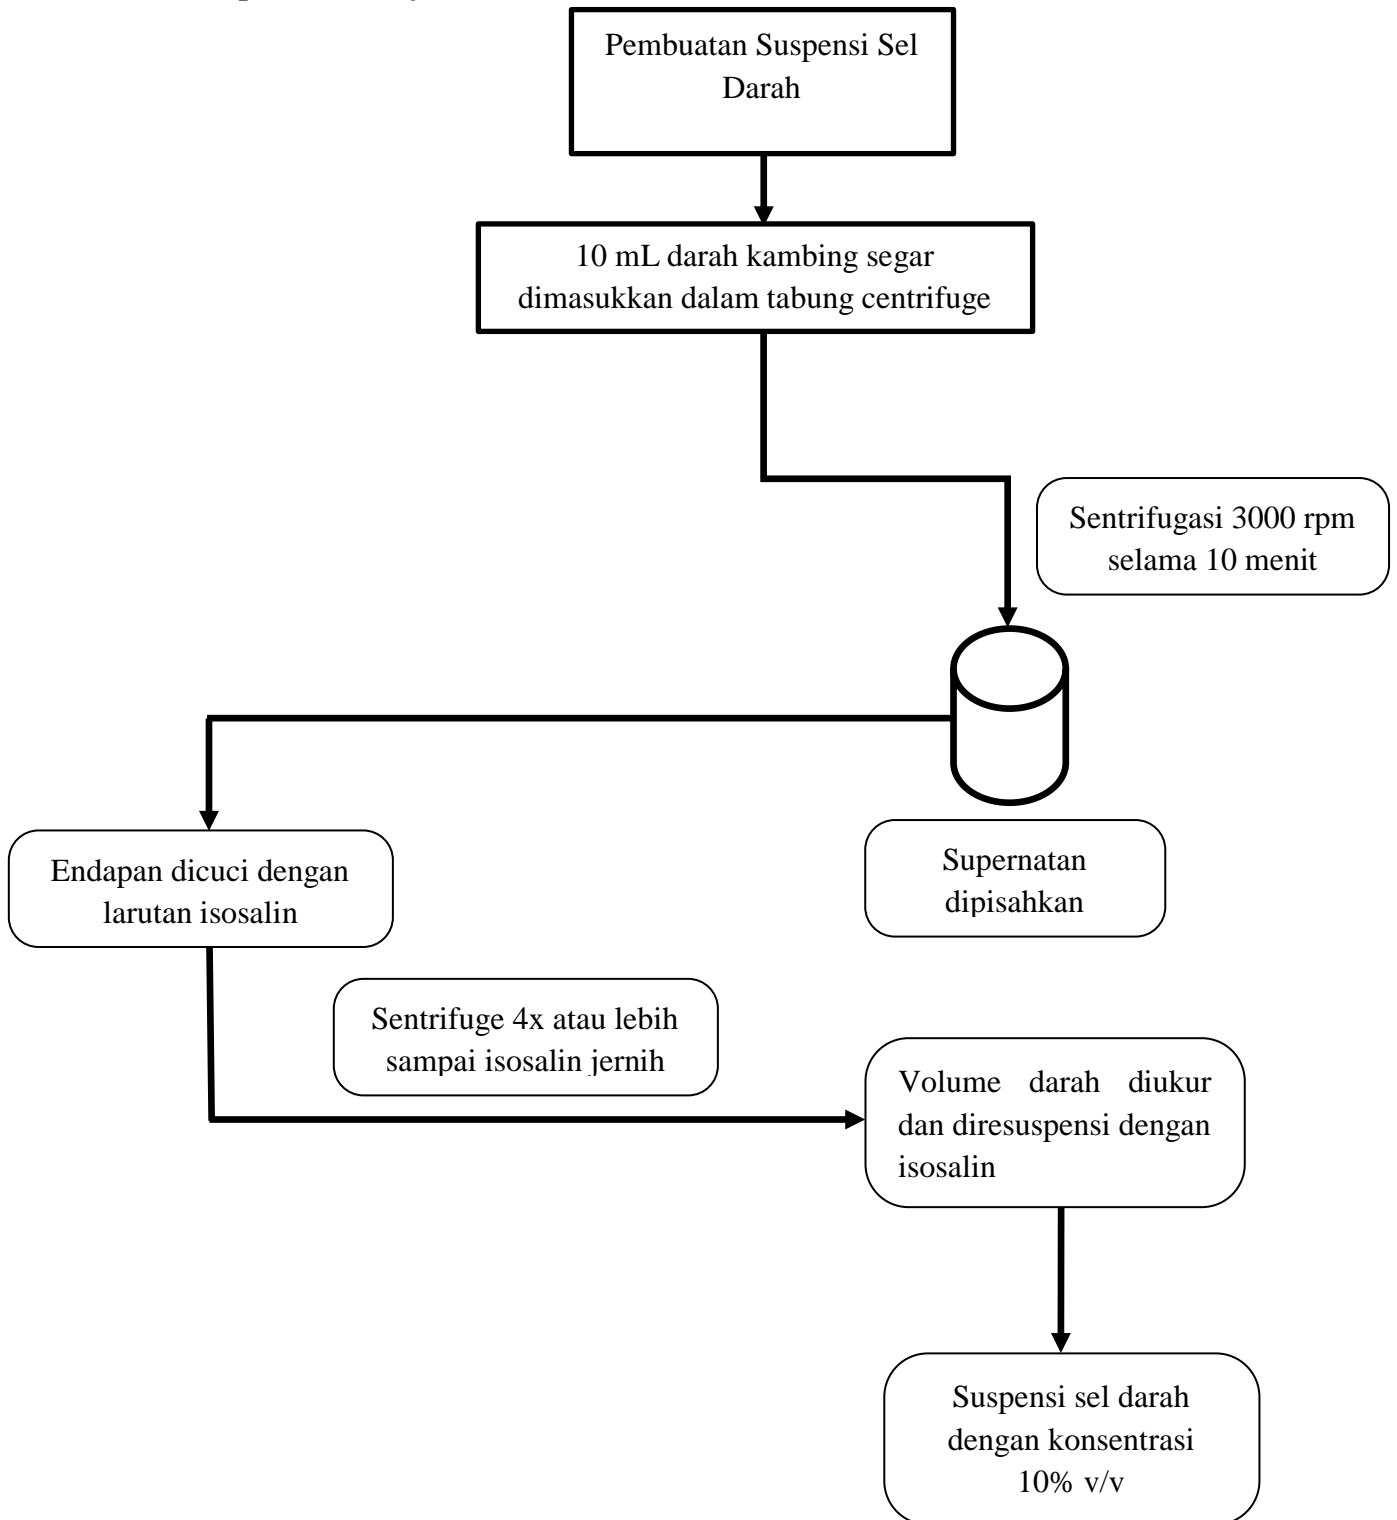 Pembuatan Suspensi Sel
Darah
10 mL darah kambing segar
dimasukkan dalam tabung centrifuge
Sentrifugasi 3000 rpm
selama 10 menit
Supernatan
dipisahkan
Endapan dicuci dengan
larutan isosalin
Sentrifuge 4x atau lebih
sampai isosalin jernih
Volume darah diukur
dan diresuspensi dengan
isosalin
Suspensi sel darah
dengan konsentrasi
10% v/v